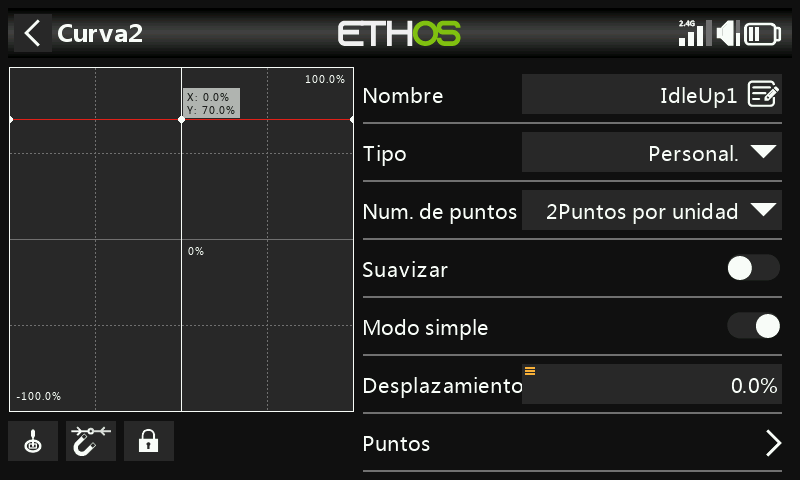 Curva2
ETHOS
2.4G
100.0%
X: 0.0%
Y: 70.0%
0%
-100.0%
Nombre
IdleUp1
Tipo
Personal.
Num. de puntos
2Puntos por unidad
Suavizar
Modo simple
Desplazamiento
0.0%
Puntos